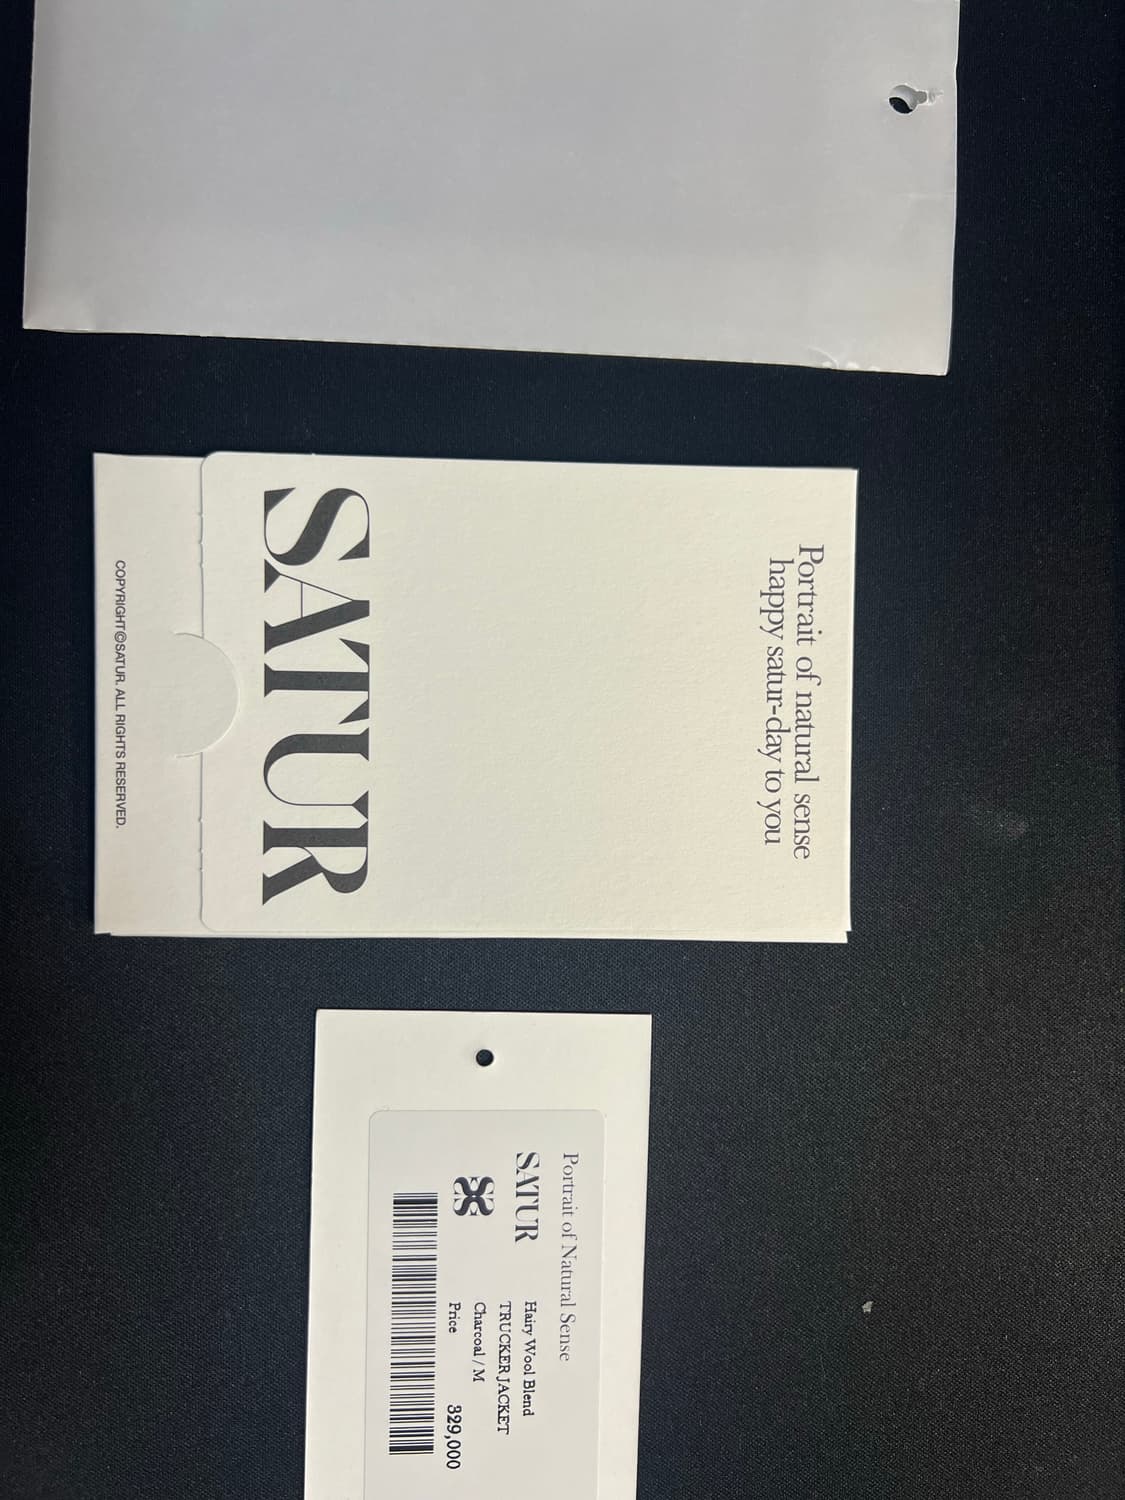 Portrait of natural sense
happy satur-day to you
SATUR
COPYRIGHT©SATUR. ALL RIGHTS RESERVED.
Portrait of Natural Sense
SATUR
Hairy Wool Blend
TRUCKER JACKET
Charcoal / M
Price 329,000